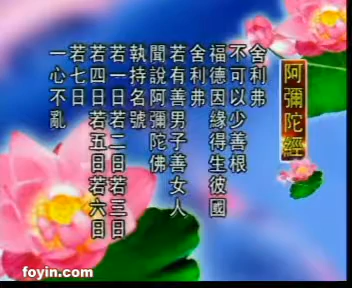 阿彌陀經
舍利弗
不可以少善根
福德因緣得生彼國
舍利弗
若有善男子善女人
聞說阿彌陀佛
執持名號
若一日若二日若三日
若四日若五日若六日
若七日
一心不亂
foyin.com